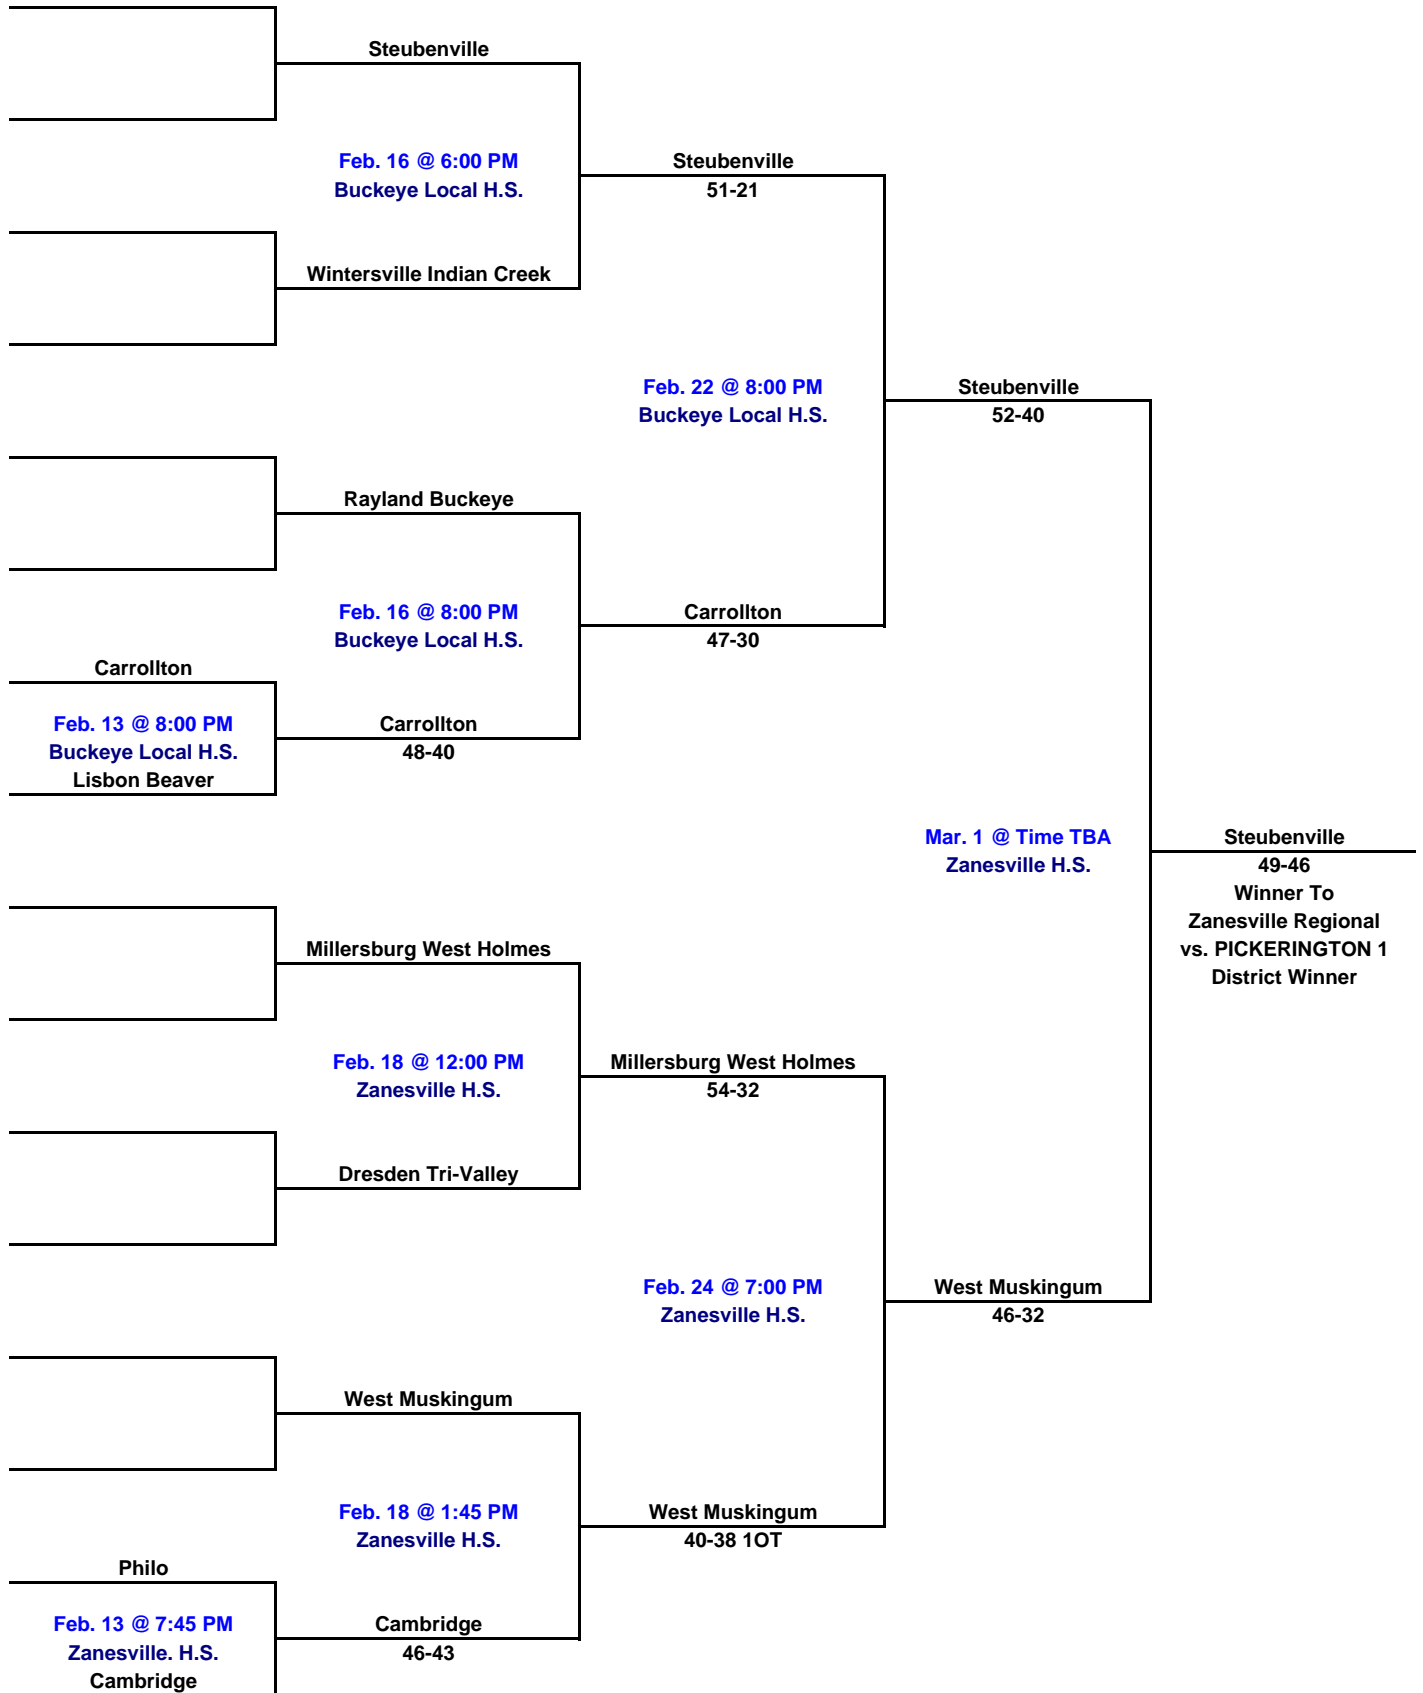 Steubenville
Feb. 16 @ 6:00 PM
Buckeye Local H.S.
Steubenville
51-21
Wintersville Indian Creek
Feb. 22 @ 8:00 PM
Buckeye Local H.S.
Steubenville
52-40
Rayland Buckeye
Feb. 16 @ 8:00 PM
Buckeye Local H.S.
Carrollton
47-30
Carrollton
Feb. 13 @ 8:00 PM
Buckeye Local H.S.
Lisbon Beaver
Carrollton
48-40
Mar. 1 @ Time TBA
Zanesville H.S.
Steubenville
49-46
Winner To
Zanesville Regional
vs. PICKERINGTON 1
District Winner
Millersburg West Holmes
Feb. 18 @ 12:00 PM
Zanesville H.S.
Millersburg West Holmes
54-32
Dresden Tri-Valley
Feb. 24 @ 7:00 PM
Zanesville H.S.
West Muskingum
46-32
West Muskingum
Feb. 18 @ 1:45 PM
Zanesville H.S.
West Muskingum
40-38 1OT
Philo
Feb. 13 @ 7:45 PM
Zanesville. H.S.
Cambridge
Cambridge
46-43